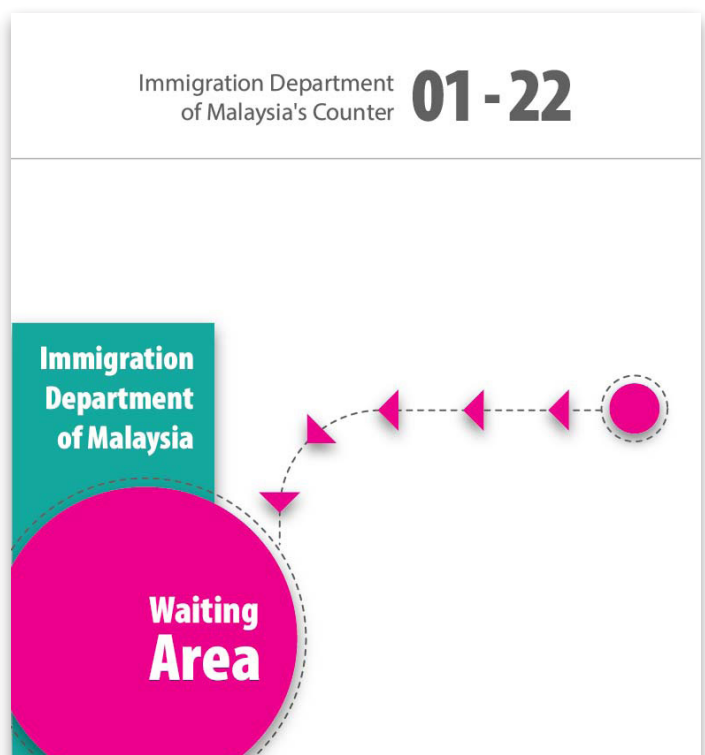 Immigration Department
of Malaysia's Counter
01 - 22
Immigration
Department
of Malaysia
Waiting
Area